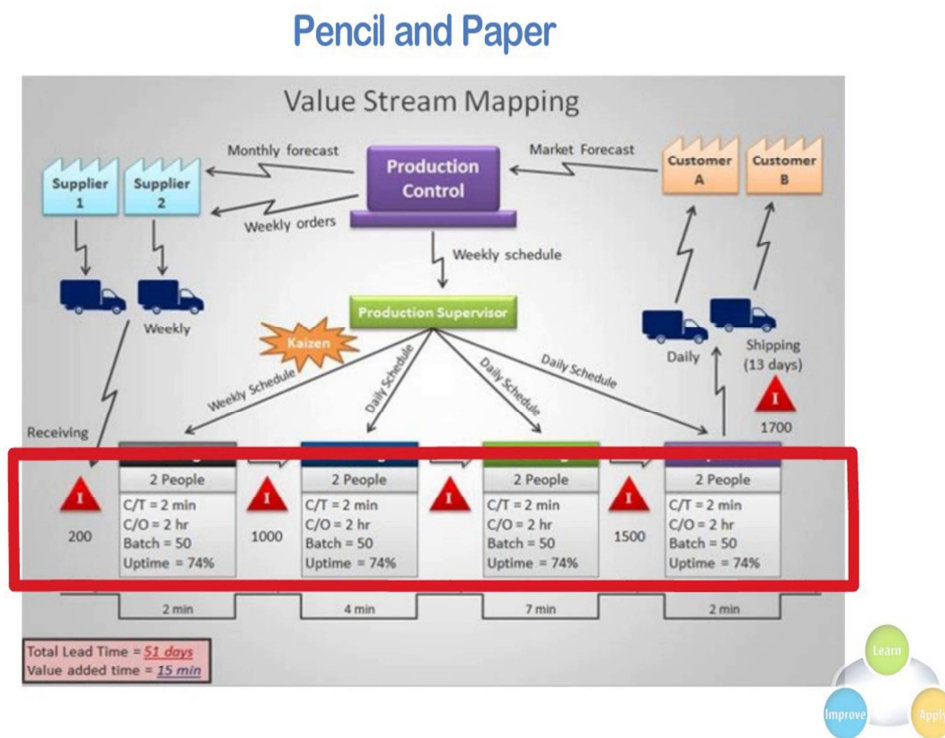 Pencil and Paper
Value Stream Mapping
Supplier 1
Supplier 2
Monthly forecast
Weekly orders
Production Control
Market Forecast
Customer A
Customer B
Weekly schedule
Weekly
Production Supervisor
Kaizen
Weekly Schedule
Daily Schedule
Daily Schedule
Daily Schedule
Daily
Shipping
(13 days)
I
1700
Receiving
I
200
2 People
C/T = 2 min
C/O = 2 hr
Batch = 50
Uptime = 74%
I
1000
2 People
C/T = 2 min
C/O = 2 hr
Batch = 50
Uptime = 74%
I
2 People
C/T = 2 min
C/O = 2 hr
Batch = 50
Uptime = 74%
I
1500
2 People
C/T = 2 min
C/O = 2 hr
Batch = 50
Uptime = 74%
2 min
4 min
7 min
2 min
Total Lead Time = 51 days
Value added time = 15 min
Learn
Improve
Apply